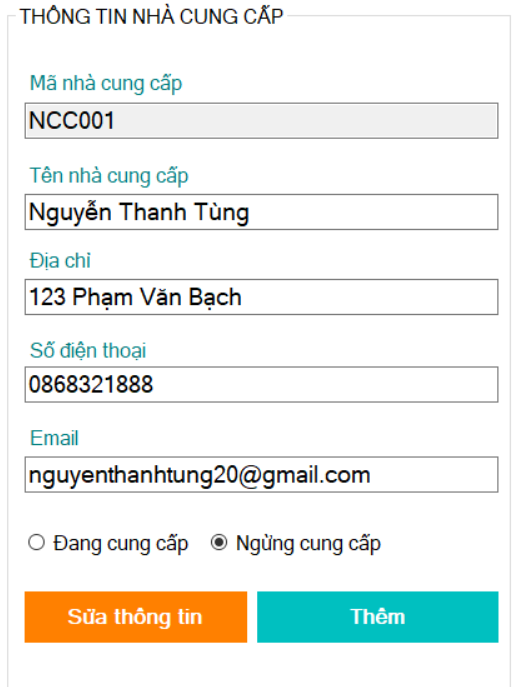 THÔNG TIN NHÀ CUNG CẤP
Mã nhà cung cấp
NCC001
Tên nhà cung cấp
Nguyễn Thanh Tùng
Địa chỉ
123 Phạm Văn Bạch
Số điện thoại
0868321888
Email
nguyenthanhtung20@gmail.com
Đang cung cấp Ngừng cung cấp
Sửa thông tin Thêm